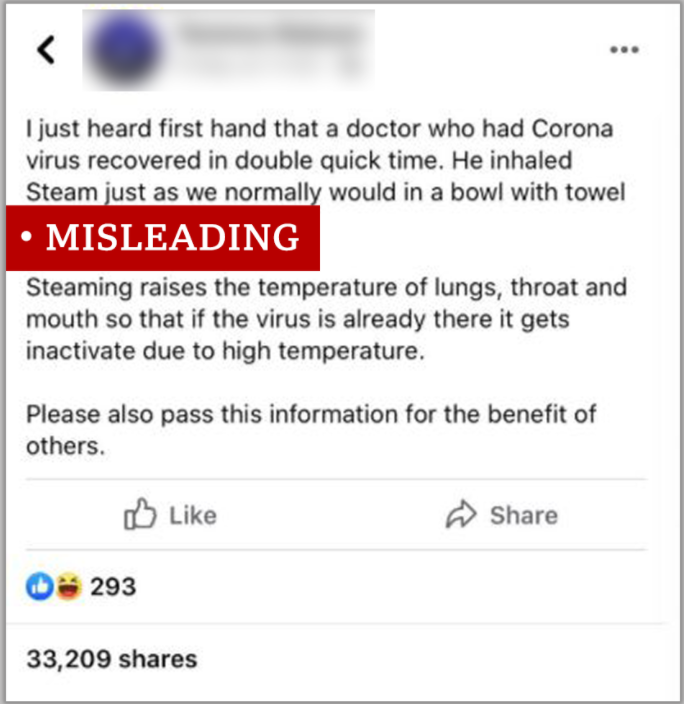 I just heard first hand that a doctor who had Corona
virus recovered in double quick time. He inhaled
Steam just as we normally would in a bowl with towel
• MISLEADING
Steaming raises the temperature of lungs, throat and
mouth so that if the virus is already there it gets
inactivate due to high temperature.
Please also pass this information for the benefit of
others.
Like
Share
293
33,209 shares